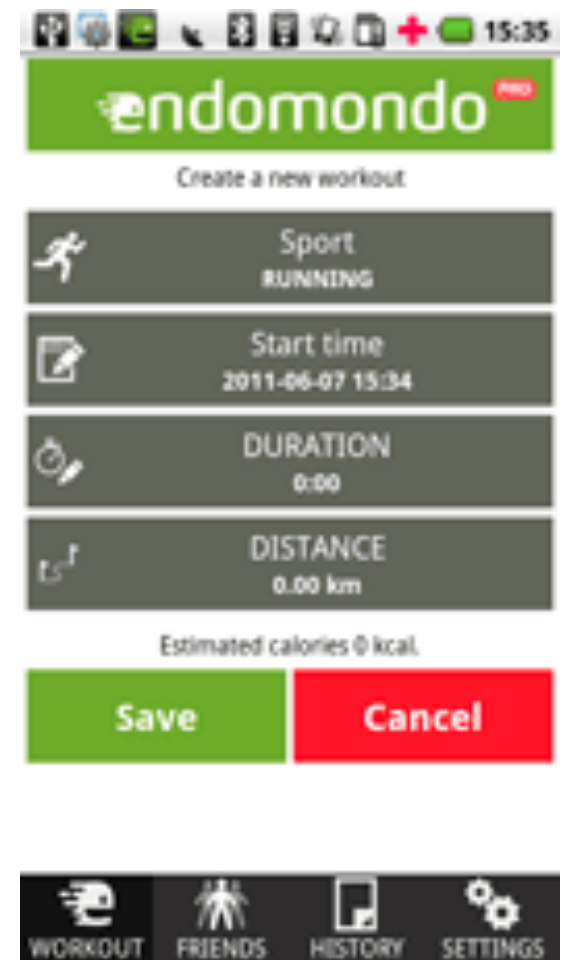 15:35
endomondo PRO
Create a new workout
Sport
RUNNING
Start time
2011-06-07 15:34
DURATION
0:00
DISTANCE
0.00 km
Estimated calories 0 kcal.
Save Cancel
WORKOUT FRIENDS HISTORY SETTINGS